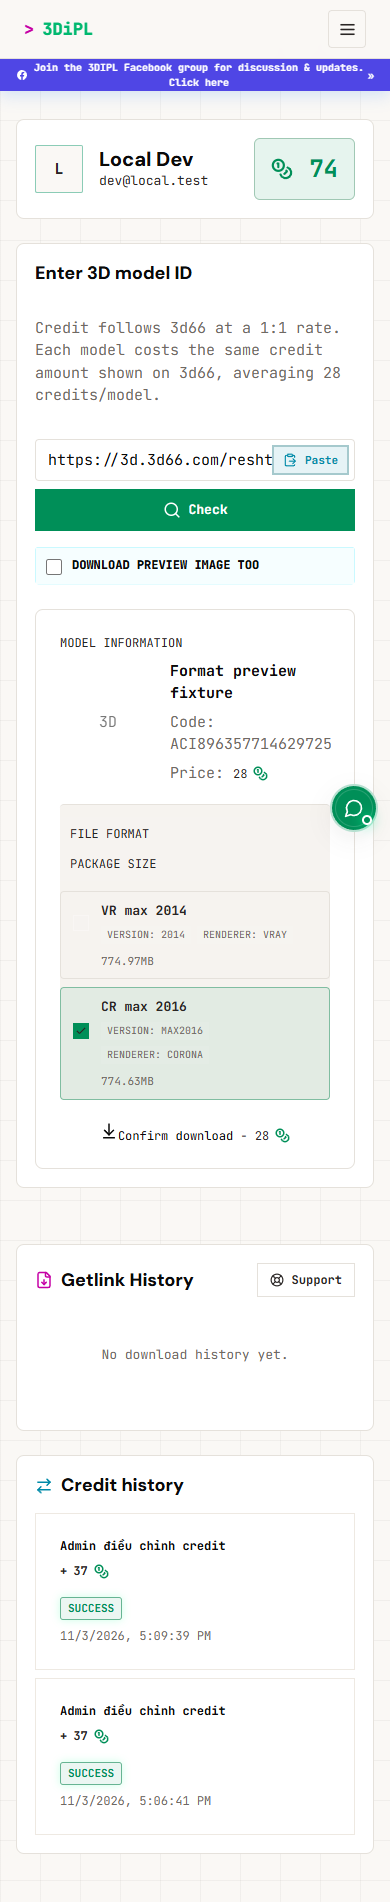 > 3DiPL
Join the 3DIPL Facebook group for discussion & updates. »
Click here
L
Local Dev
dev@local.test
74
Enter 3D model ID
Credit follows 3d66 at a 1:1 rate.
Each model costs the same credit
amount shown on 3d66, averaging 28
credits/model.
https://3d.3d66.com/resht
Paste
Check
DOWNLOAD PREVIEW IMAGE TOO
MODEL INFORMATION
3D
Format preview
fixture
Code:
ACI896357714629725
Price: 28
FILE FORMAT
PACKAGE SIZE
VR max 2014
VERSION: 2014 RENDERER: VRAY
774.97MB
CR max 2016
VERSION: MAX2016
RENDERER: CORONA
774.63MB
Confirm download - 28
Getlink History
Support
No download history yet.
Credit history
Admin điều chỉnh credit
+ 37
SUCCESS
11/3/2026, 5:09:39 PM
Admin điều chỉnh credit
+ 37
SUCCESS
11/3/2026, 5:06:41 PM